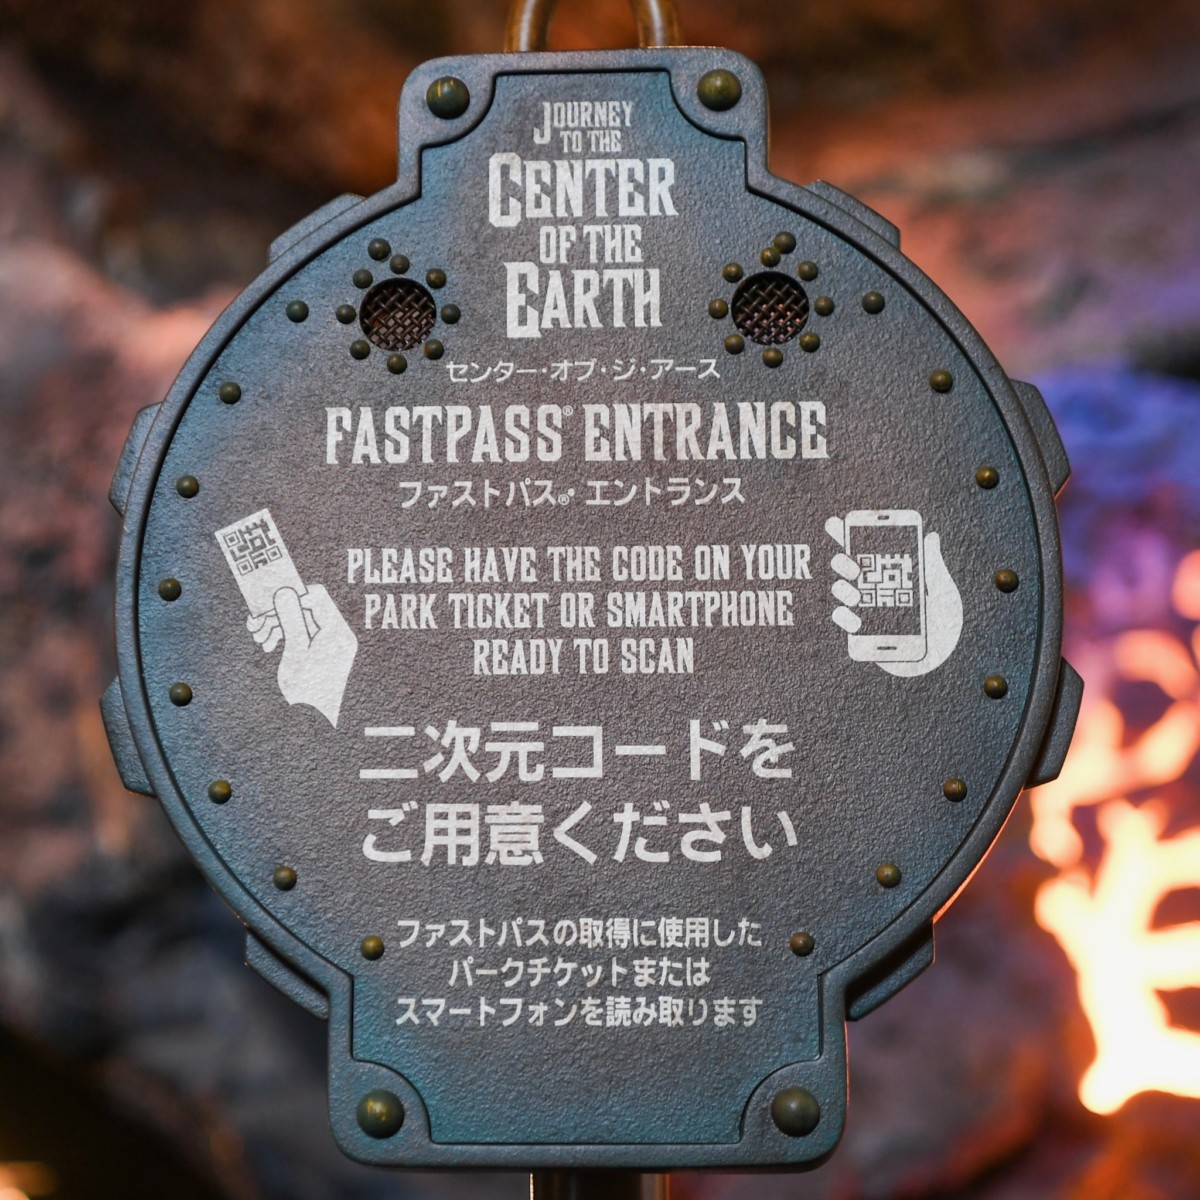 JOURNEY
TO THE
CENTER
OF THE
EARTH
センター・オブ・ジ・アース
FASTPASS® ENTRANCE
ファストパス®・エントランス
PLEASE HAVE THE CODE ON YOUR
PARK TICKET OR SMARTPHONE
READY TO SCAN
二次元コードを
ご用意ください
ファストパスの取得に使用した
パークチケットまたは
スマートフォンを読み取ります